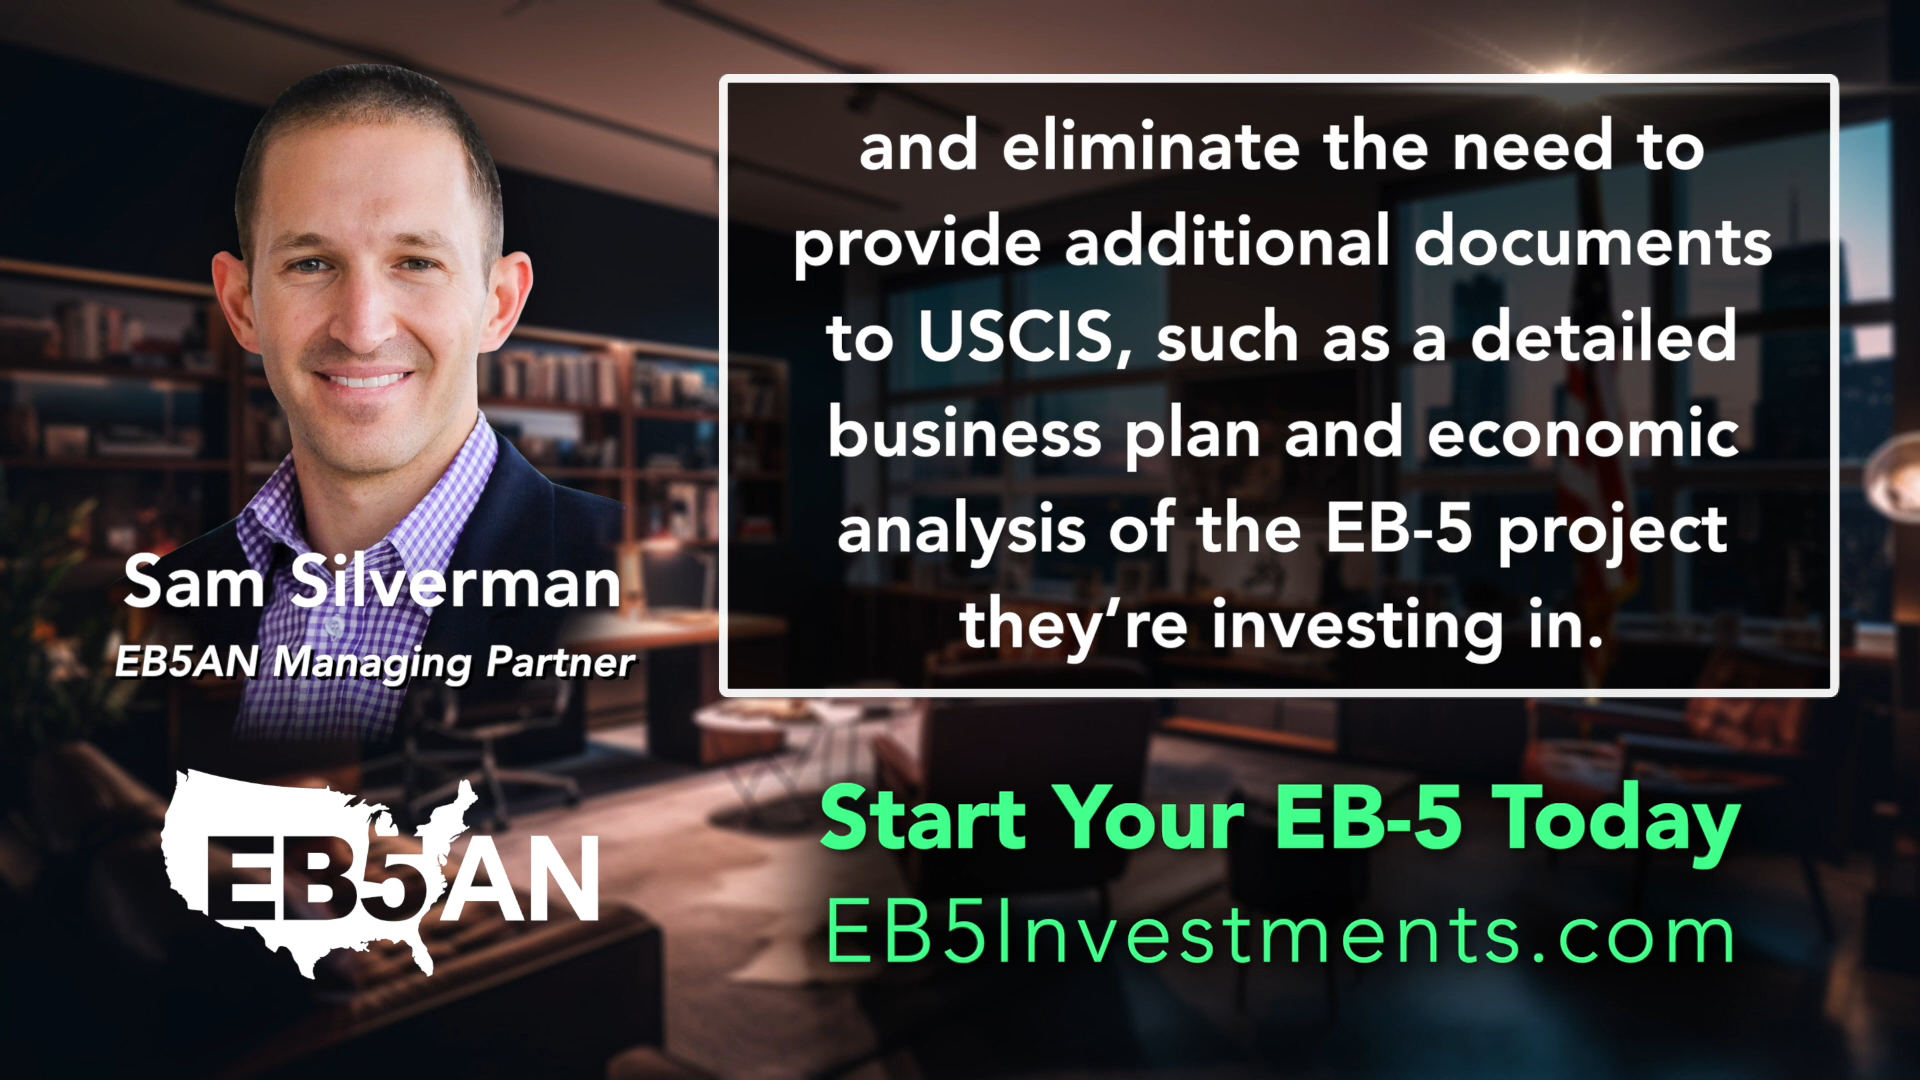 and eliminate the need to
provide additional documents
to USCIS, such as a detailed
business plan and economic
analysis of the EB-5 project
they’re investing in.
Sam Silverman
EB5AN Managing Partner
EB5AN
Start Your EB-5 Today
EB5Investments.com